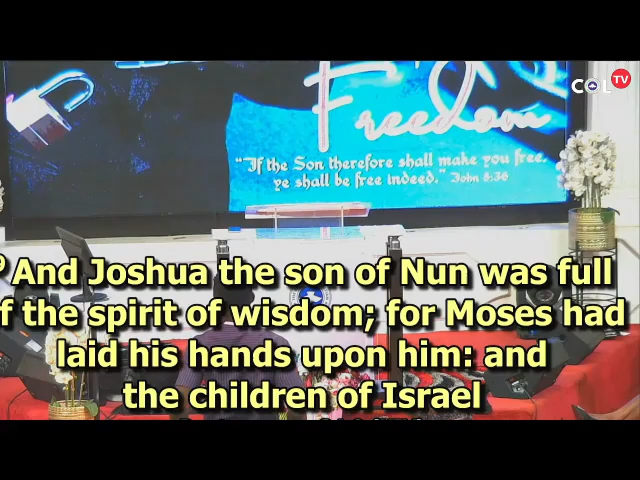 COL TV
Freedom
“If the Son therefore shall make you free,
ye shall be free indeed.” John 8:36
9 And Joshua the son of Nun was full
f the spirit of wisdom; for Moses had
laid his hands upon him: and
the children of Israel